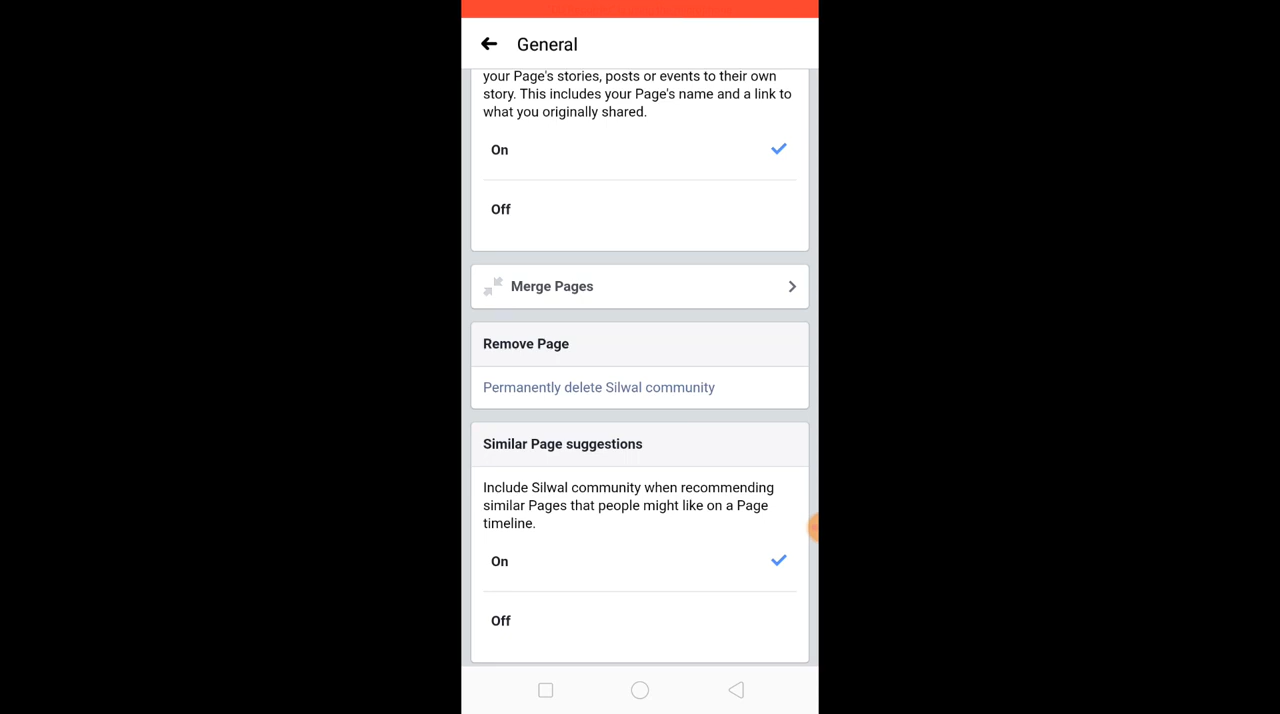 General
your Page's stories, posts or events to their own
story. This includes your Page's name and a link to
what you originally shared.
On
Off
Merge Pages
Remove Page
Permanently delete Silwal community
Similar Page suggestions
Include Silwal community when recommending
similar Pages that people might like on a Page
timeline.
On
Off